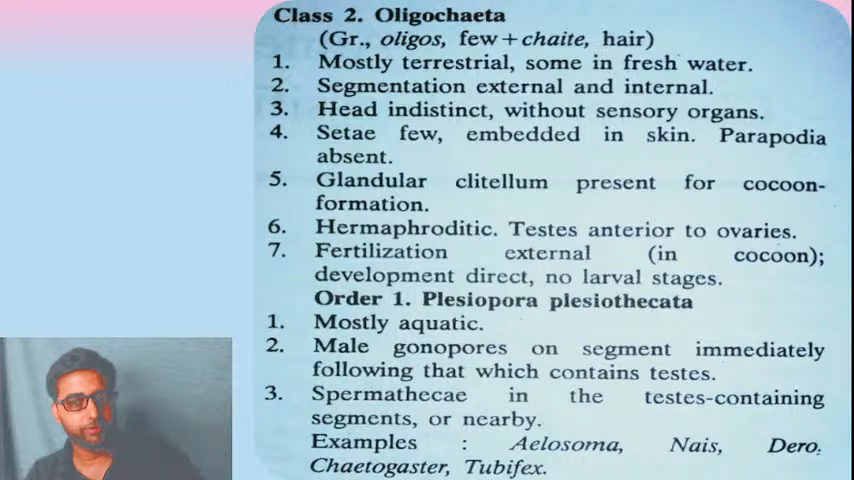 Class 2. Oligochaeta
(Gr., oligos, few + chaite, hair)
1. Mostly terrestrial, some in fresh water.
2. Segmentation external and internal.
3. Head indistinct, without sensory organs.
4. Setae few, embedded in skin. Parapodia
absent.
5. Glandular clitellum present for cocoon-
formation.
6. Hermaphroditic. Testes anterior to ovaries.
7. Fertilization external (in cocoon);
development direct, no larval stages.
Order 1. Plesiopora plesiothecata
1. Mostly aquatic.
2. Male gonopores on segment immediately
following that which contains testes.
3. Spermathecae in the testes-containing
segments, or nearby.
Examples : Aelosoma, Nais, Dero,
Chaetogaster, Tubifex.